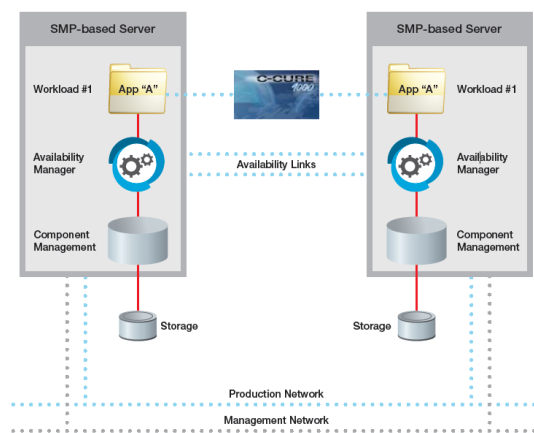 SMP-based Server
SMP-based Server
Workload #1
App “A”
C-CURE
1000
App “A”
Workload #1
Availability
Manager
Availability Links
Availability
Manager
Component
Management
Component
Management
Storage
Storage
Production Network
Management Network